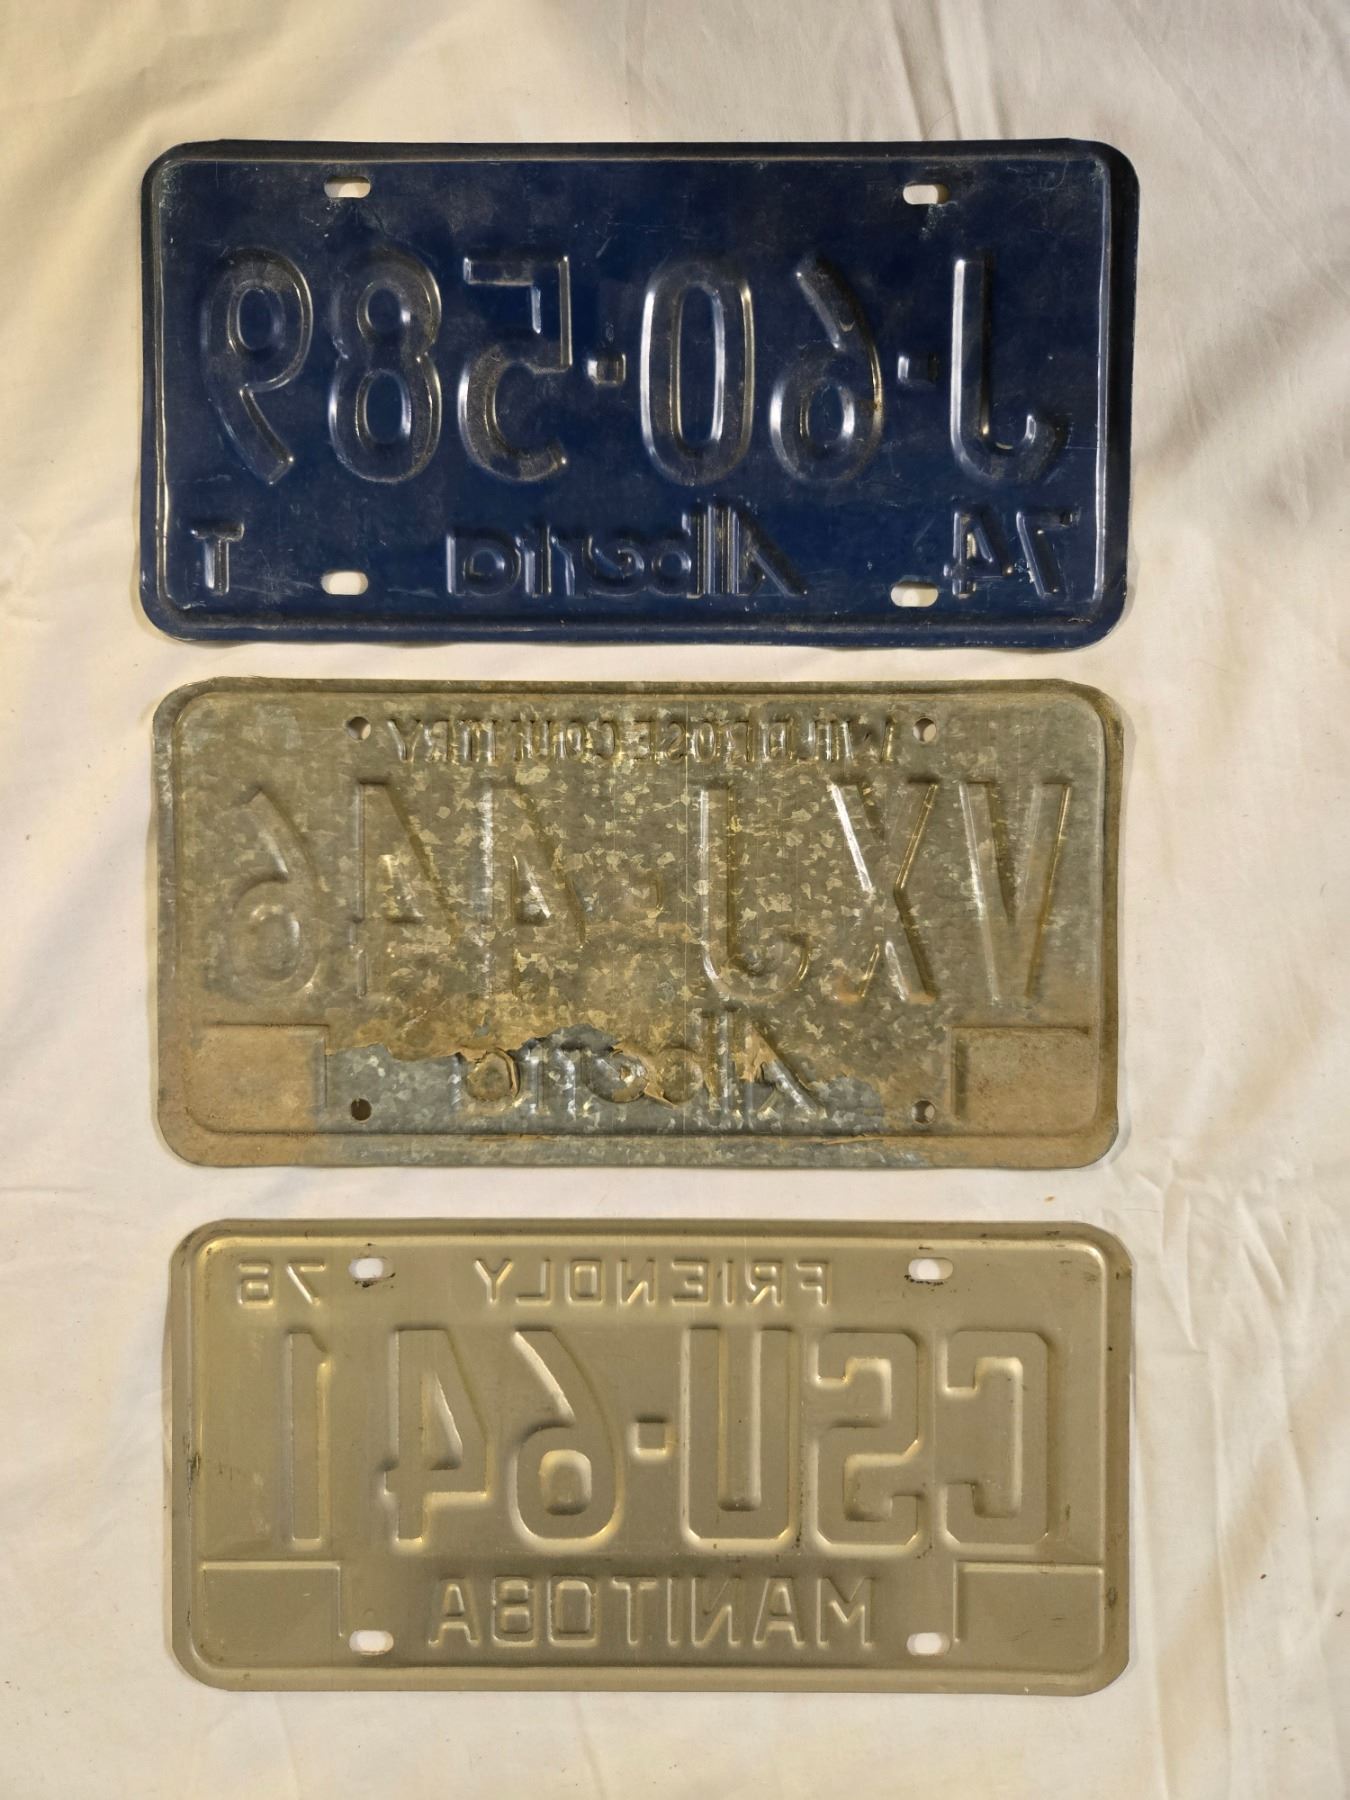 J-60-589
74 Alberta T
WILD ROSE COUNTRY
VXJ-446
Alberta
FRIENDLY 76
CSU-641
MANITOBA